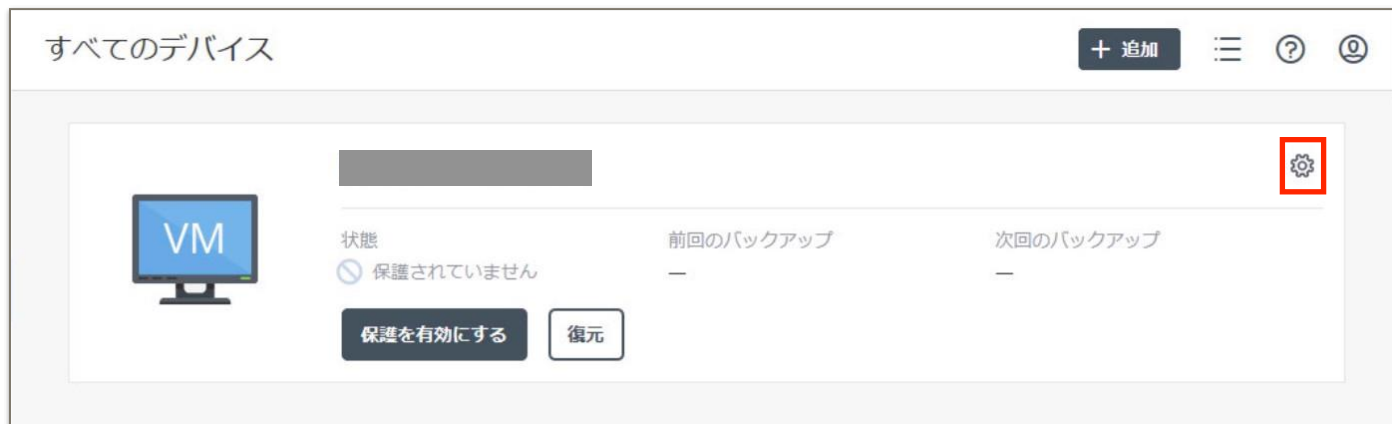 すべてのデバイス
+ 追加
VM
状態
前回のバックアップ
次回のバックアップ
保護されていません
—
—
保護を有効にする
復元